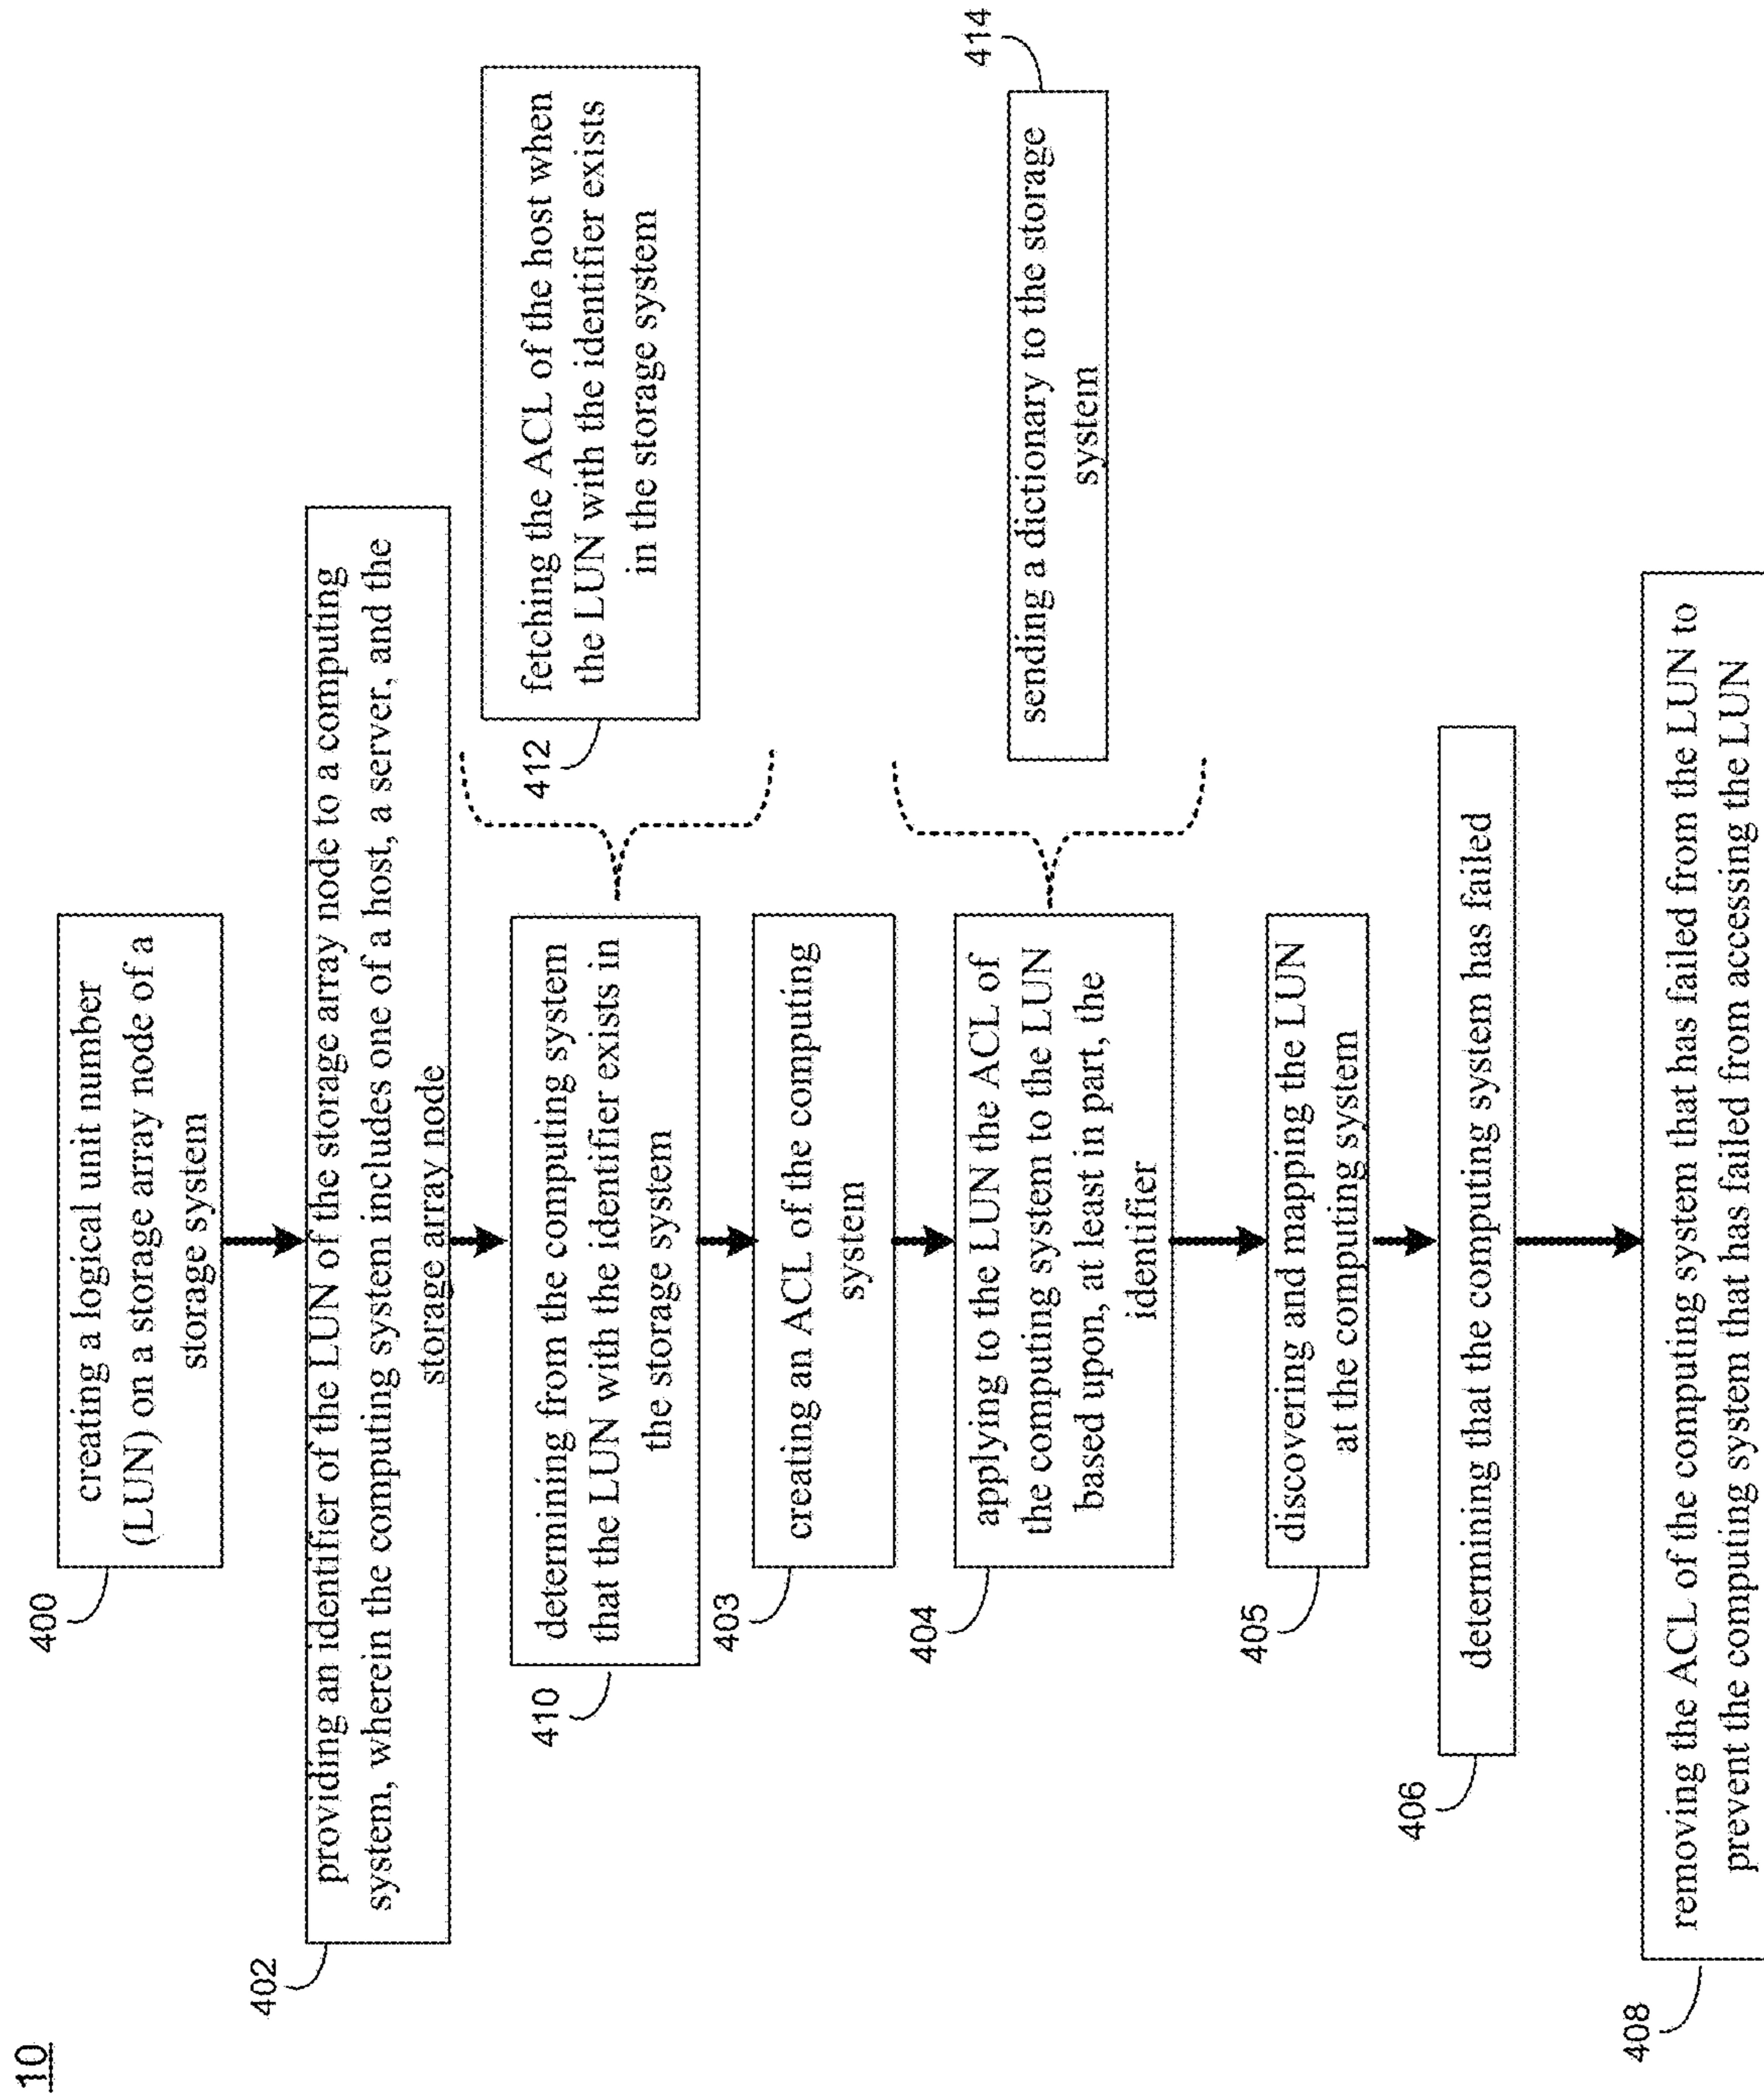 10
400
creating a logical unit number
(LUN) on a storage array node of a
storage system
402
providing an identifier of the LUN of the storage array node to a computing
system, wherein the computing system includes one of a host, a server, and the
storage array node
410
determining from the computing system
that the LUN with the identifier exists in
the storage system
412
fetching the ACL of the host when
the LUN with the identifier exists
in the storage system
403
creating an ACL of the computing
system
404
applying to the LUN the ACL of
the computing system to the LUN
based upon, at least in part, the
identifier
414
sending a dictionary to the storage
system
405
discovering and mapping the LUN
at the computing system
406
determining that the computing system has failed
408
removing the ACL of the computing system that has failed from the LUN to
prevent the computing system that has failed from accessing the LUN